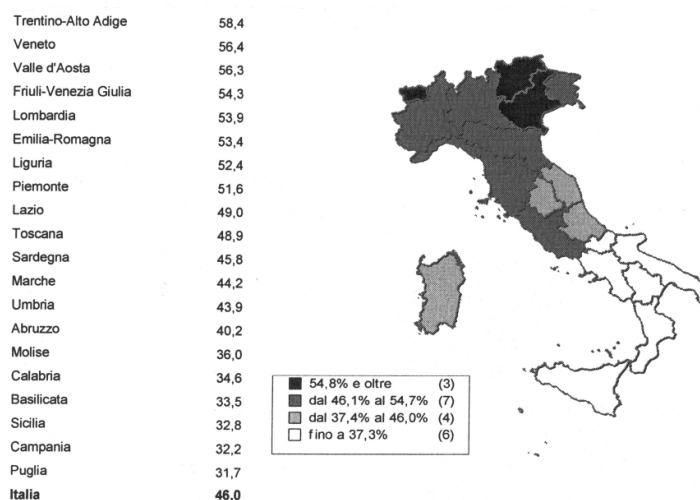 Trentino-Alto Adige 58,4
Veneto 56,4
Valle d'Aosta 56,3
Friuli-Venezia Giulia 54,3
Lombardia 53,9
Emilia-Romagna 53,4
Liguria 52,4
Piemonte 51,6
Lazio 49,0
Toscana 48,9
Sardegna 45,8
Marche 44,2
Umbria 43,9
Abruzzo 40,2
Molise 36,0
Calabria 34,6
Basilicata 33,5
Sicilia 32,8
Campania 32,2
Puglia 31,7
Italia 46,0
54,8% e oltre (3)
dal 46,1% al 54,7% (7)
dal 37,4% al 46,0% (4)
fino a 37,3% (6)